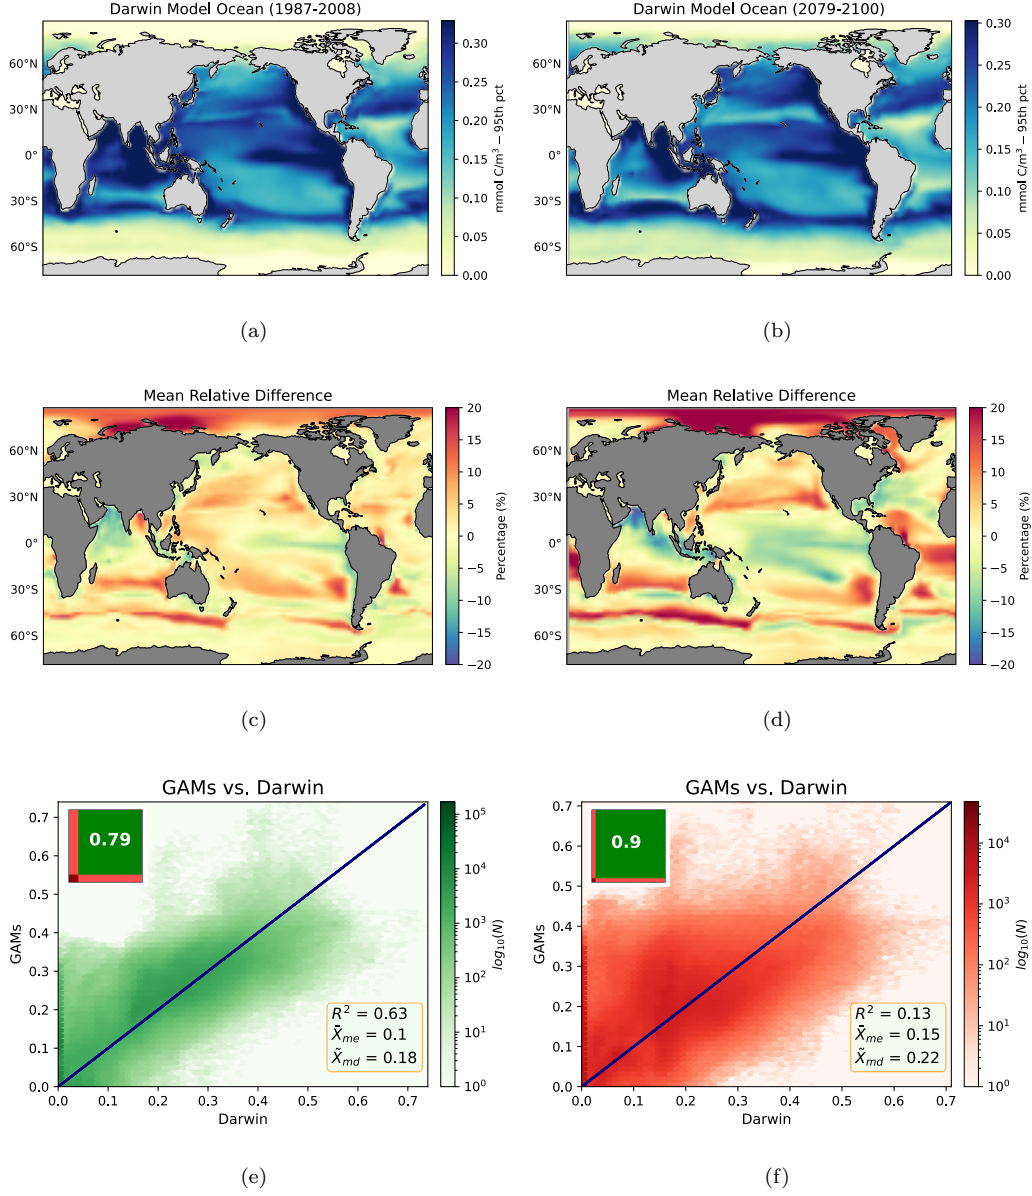 Darwin Model Ocean (1987-2008)
60°N
30°N
0°
30°S
60°S
0.30
0.25
0.20
0.15
0.10
0.05
0.00
mmol C/m³ − 95th pct
(a)
Darwin Model Ocean (2079-2100)
60°N
30°N
0°
30°S
60°S
0.30
0.25
0.20
0.15
0.10
0.05
0.00
mmol C/m³ − 95th pct
(b)
Mean Relative Difference
60°N
30°N
0°
30°S
60°S
20
15
10
5
0
−5
−10
−15
−20
Percentage (%)
(c)
Mean Relative Difference
60°N
30°N
0°
30°S
60°S
20
15
10
5
0
−5
−10
−15
−20
Percentage (%)
(d)
GAMs vs. Darwin
0.79
0.7
0.6
0.5
0.4
0.3
0.2
0.1
0.0
GAMs
R² = 0.63
X̄me = 0.1
X̃md = 0.18
0.0 0.1 0.2 0.3 0.4 0.5 0.6 0.7
Darwin
10⁵
10⁴
10³
10²
10¹
10⁰
log₁₀(N)
(e)
GAMs vs. Darwin
0.9
0.7
0.6
0.5
0.4
0.3
0.2
0.1
0.0
GAMs
R² = 0.13
X̄me = 0.15
X̃md = 0.22
0.0 0.1 0.2 0.3 0.4 0.5 0.6 0.7
Darwin
10⁴
10³
10²
10¹
10⁰
log₁₀(N)
(f)